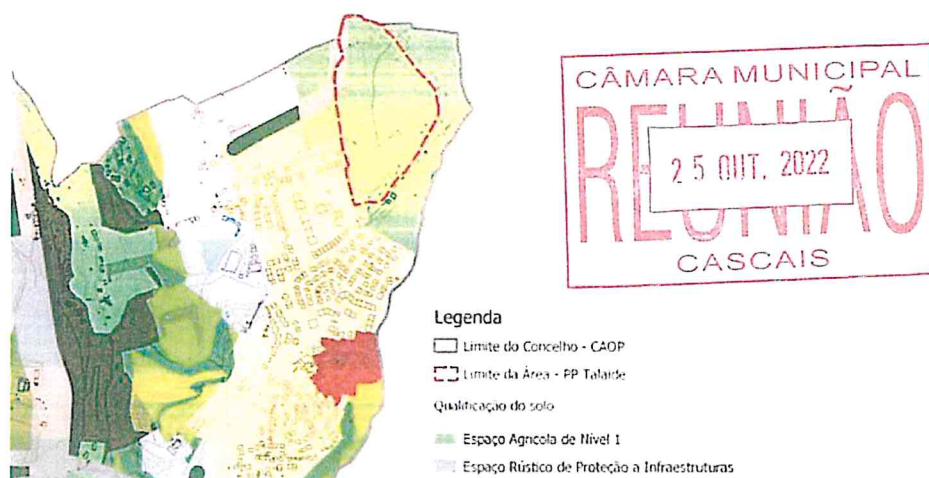 CÂMARA MUNICIPAL
REUNIÃO
25 OUT. 2022
CASCAIS
Legenda
Limite do Concelho - CAOP
Limite da Área - PP Talaíde
Qualificação do solo
Espaço Agrícola de Nível 1
Espaço Rústico de Proteção a Infraestruturas